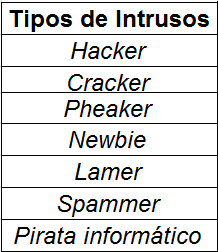 Tipos de Intrusos
Hacker
Cracker
Pheaker
Newbie
Lamer
Spammer
Pirata informático